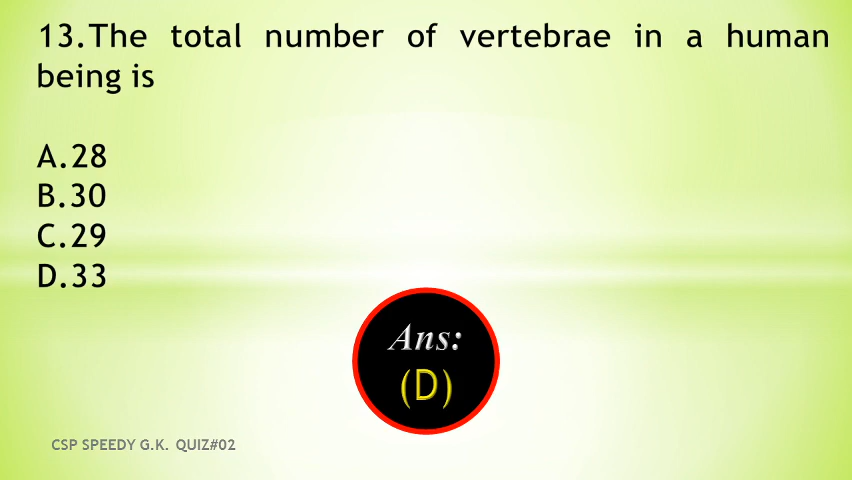 13.The total number of vertebrae in a human
being is
A.28
B.30
C.29
D.33
Ans:
(D)
CSP SPEEDY G.K. QUIZ#02